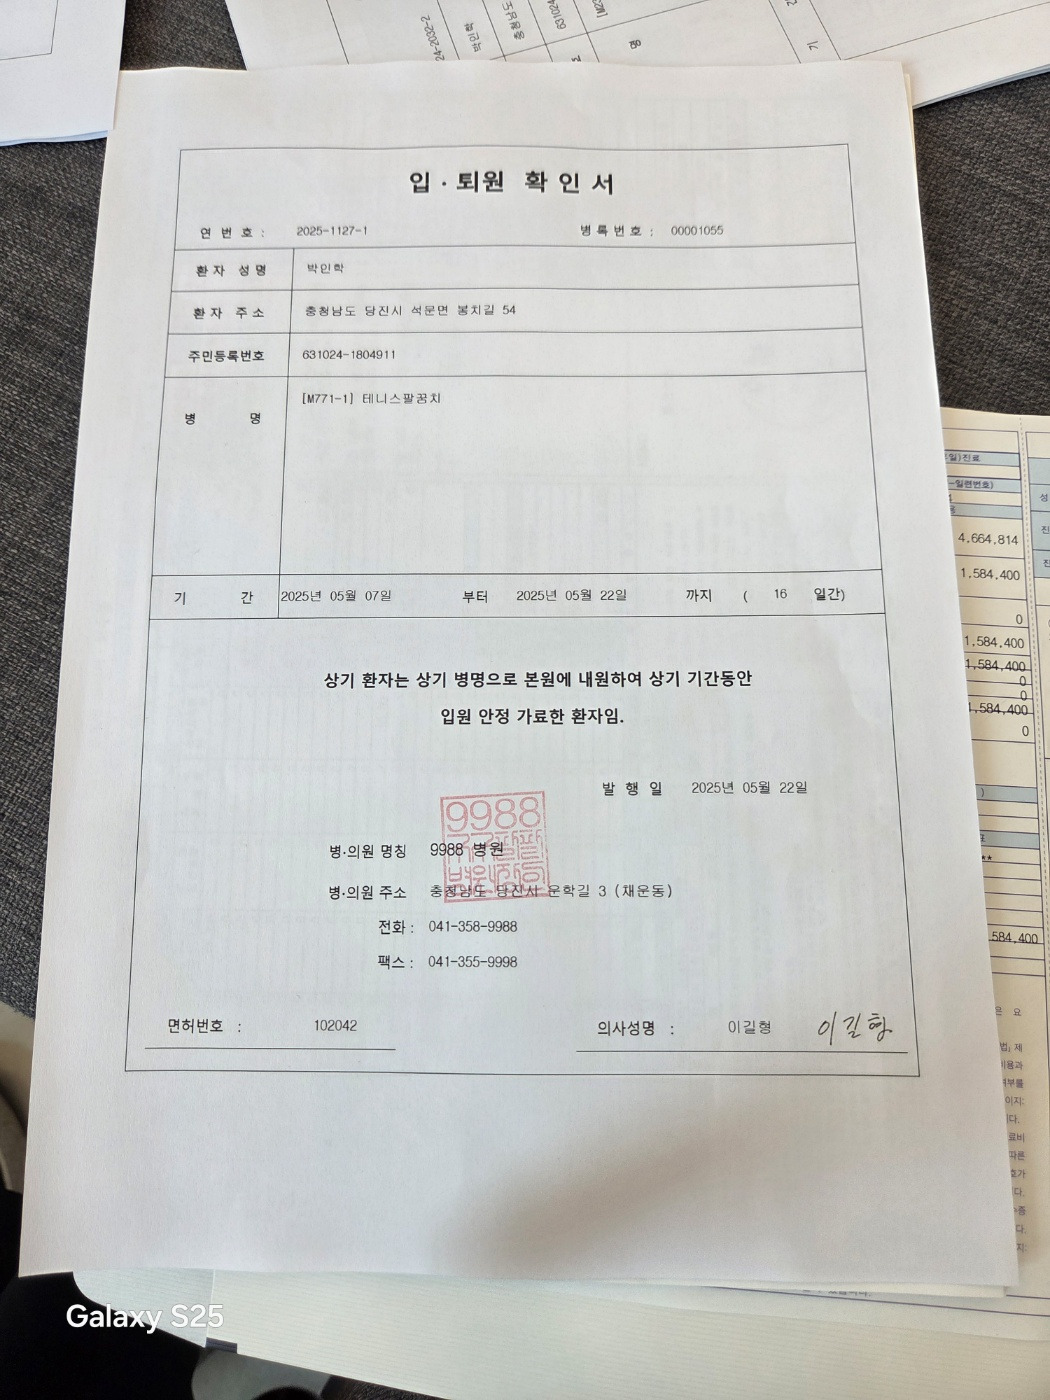 입 · 퇴원 확 인 서
연 번 호 : 2025-1127-1 병 록 번 호 : 00001055
환 자 성 명 박인학
환 자 주 소 충청남도 당진시 석문면 봉치길 54
주민등록번호 631024-1804911
병 명 [M771-1] 테니스팔꿈치
기 간 2025년 05월 07일 부터 2025년 05월 22일 까지 ( 16 일간)
상기 환자는 상기 병명으로 본원에 내원하여 상기 기간동안
입원 안정 가료한 환자임.
발 행 일 2025년 05월 22일
9988
병·의원 명칭 9988 병원
병·의원 주소 충청남도 당진시 운학길 3 (채운동)
전화 : 041-358-9988
팩스 : 041-355-9998
면허번호 : 102042 의사성명 : 이길형 이길형
일)진료
-일련번호)
4,664,814
1,584,400
0
1,584,400
1,584,400
0
0
1,584,400
0
584,400
Galaxy S25